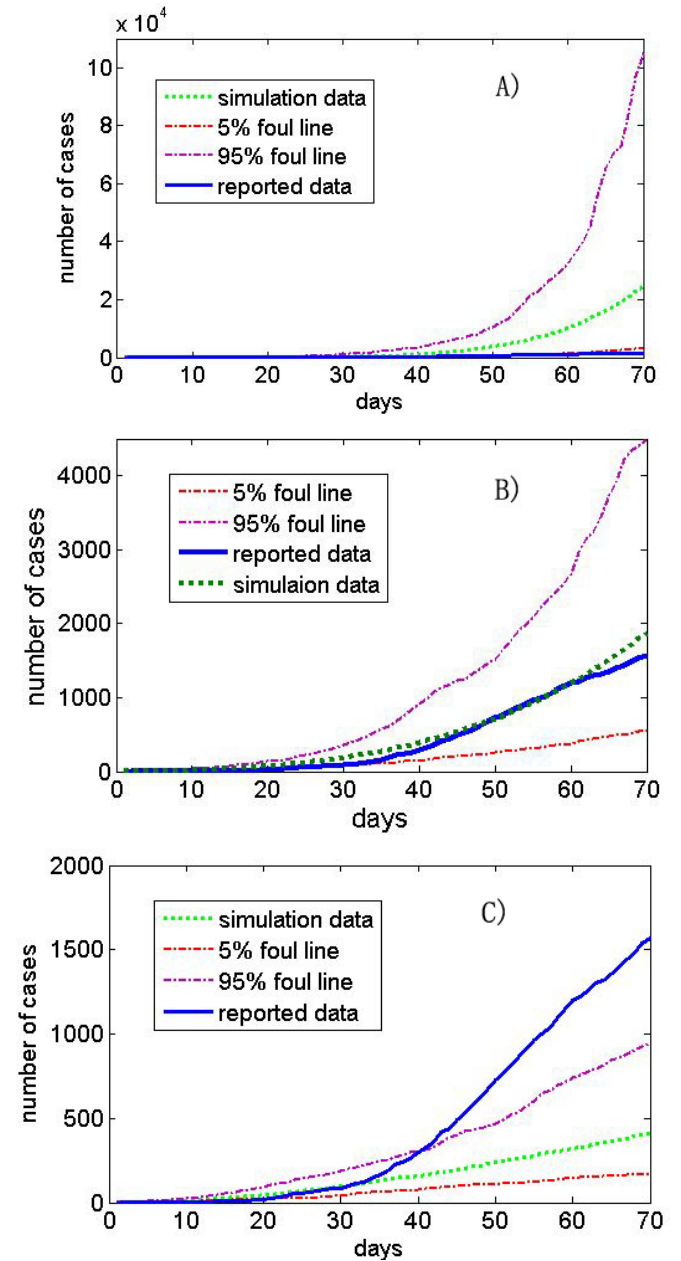 x 10⁴
A)
simulation data
5% foul line
95% foul line
reported data
number of cases
10
8
6
4
2
0
0 10 20 30 40 50 60 70
days
B)
5% foul line
95% foul line
reported data
simulaion data
number of cases
4000
3000
2000
1000
0
0 10 20 30 40 50 60 70
days
C)
simulation data
5% foul line
95% foul line
reported data
number of cases
2000
1500
1000
500
0
0 10 20 30 40 50 60 70
days